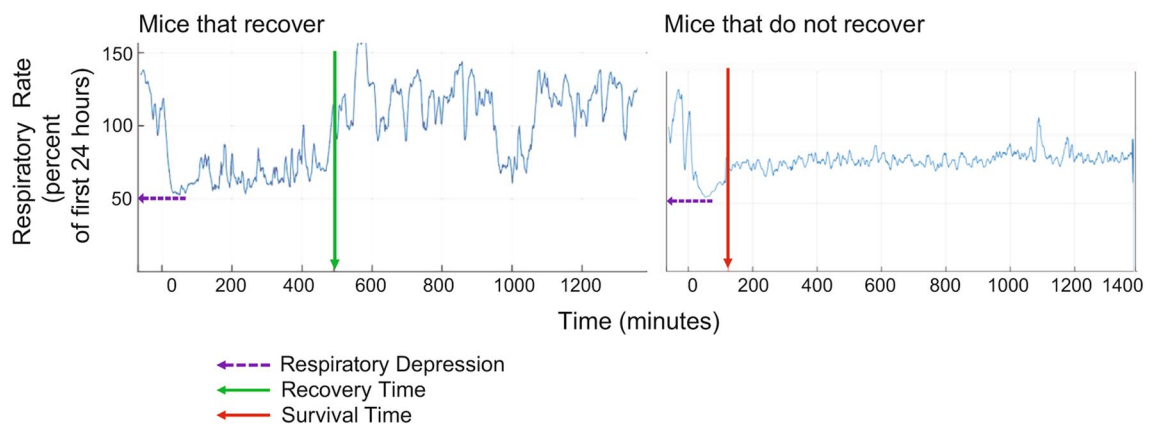 Mice that recover
Mice that do not recover
Respiratory Rate
(percent
of first 24 hours)
150
100
50
0 200 400 600 800 1000 1200
0 200 400 600 800 1000 1200 1400
Time (minutes)
Respiratory Depression
Recovery Time
Survival Time